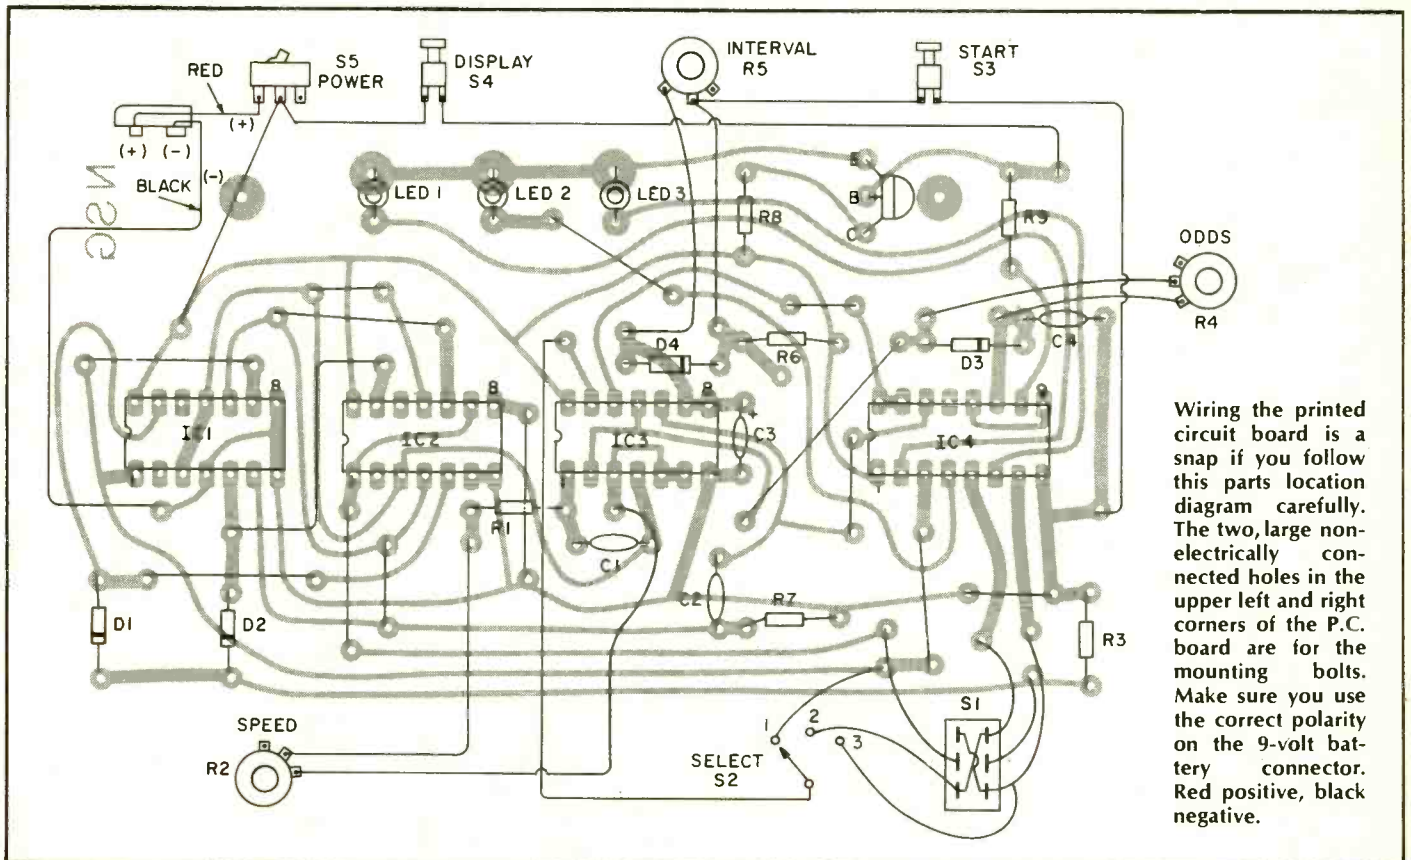 S5
POWER
RED
DISPLAY
S4
INTERVAL
R5
START
S3
(+)
(+) (-)
BLACK
(-)
NSG
LED 1
LED 2
LED 3
E
B
C
R8
R9
ODDS
R4
D4
R6
D3
C4
8
8
8
9
IC1
IC2
IC3
IC4
+
C3
1
1
R1
C1
C2
R7
D1
D2
R3
SPEED
R2
SELECT
S2
1
2
3
S1
Wiring the printed
circuit board is a
snap if you follow
this parts location
diagram carefully.
The two, large non-
electrically con-
nected holes in the
upper left and right
corners of the P.C.
board are for the
mounting bolts.
Make sure you use
the correct polarity
on the 9-volt bat-
tery connector.
Red positive, black
negative.